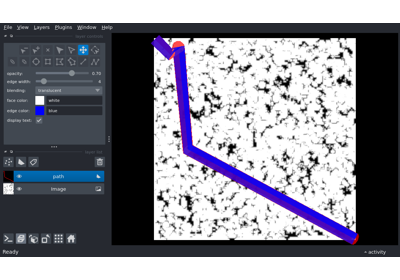 File View Layers Plugins Window Help
opacity: 0.70
edge width: 4
blending: translucent
face color: white
edge color: blue
display text:
path
Image
Ready
activity